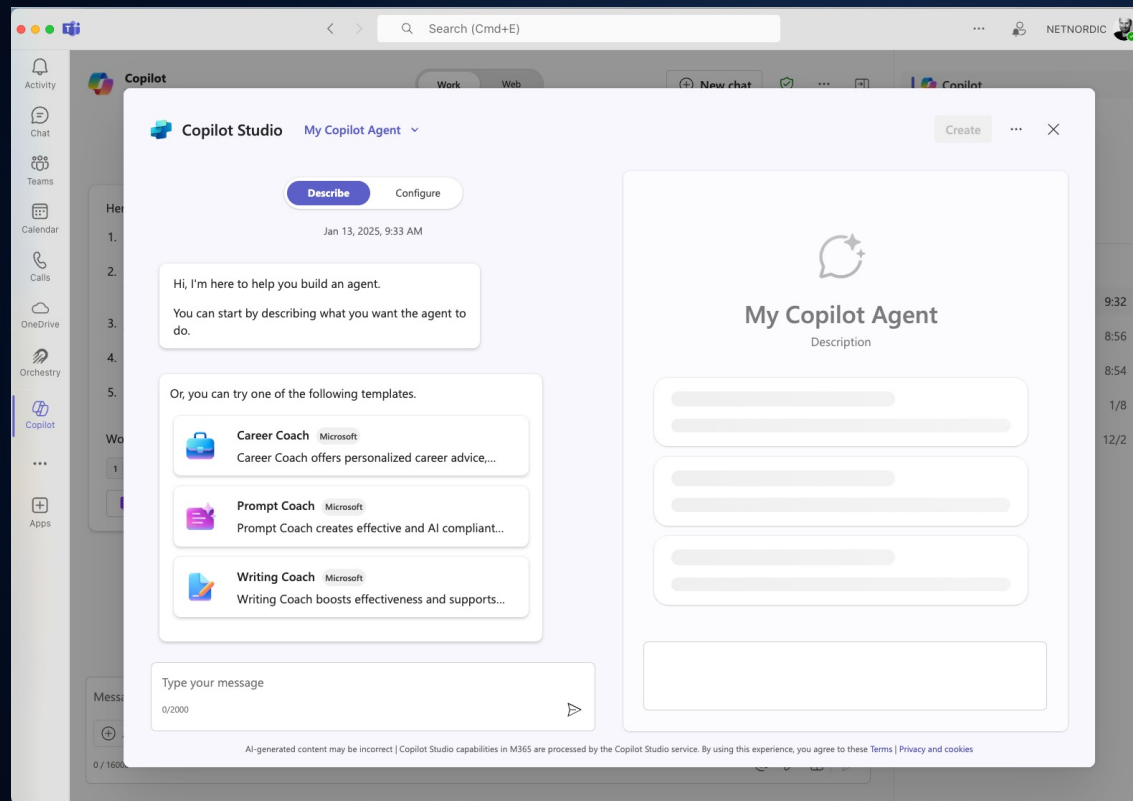 Search (Cmd+E)
NETNORDIC
Activity
Chat
Teams
Calendar
Calls
OneDrive
Orchestry
Copilot
Apps
Copilot
Work
Web
New chat
Copilot
1.
2.
3.
4.
5.
1
9:32
8:56
8:54
1/8
12/2
Copilot Studio
My Copilot Agent
Create
Describe
Configure
Jan 13, 2025, 9:33 AM
Hi, I'm here to help you build an agent.
You can start by describing what you want the agent to
do.
Or, you can try one of the following templates.
Career Coach Microsoft
Career Coach offers personalized career advice,...
Prompt Coach Microsoft
Prompt Coach creates effective and AI compliant...
Writing Coach Microsoft
Writing Coach boosts effectiveness and supports...
Type your message
0/2000
My Copilot Agent
Description
AI-generated content may be incorrect | Copilot Studio capabilities in M365 are processed by the Copilot Studio service. By using this experience, you agree to these Terms | Privacy and cookies